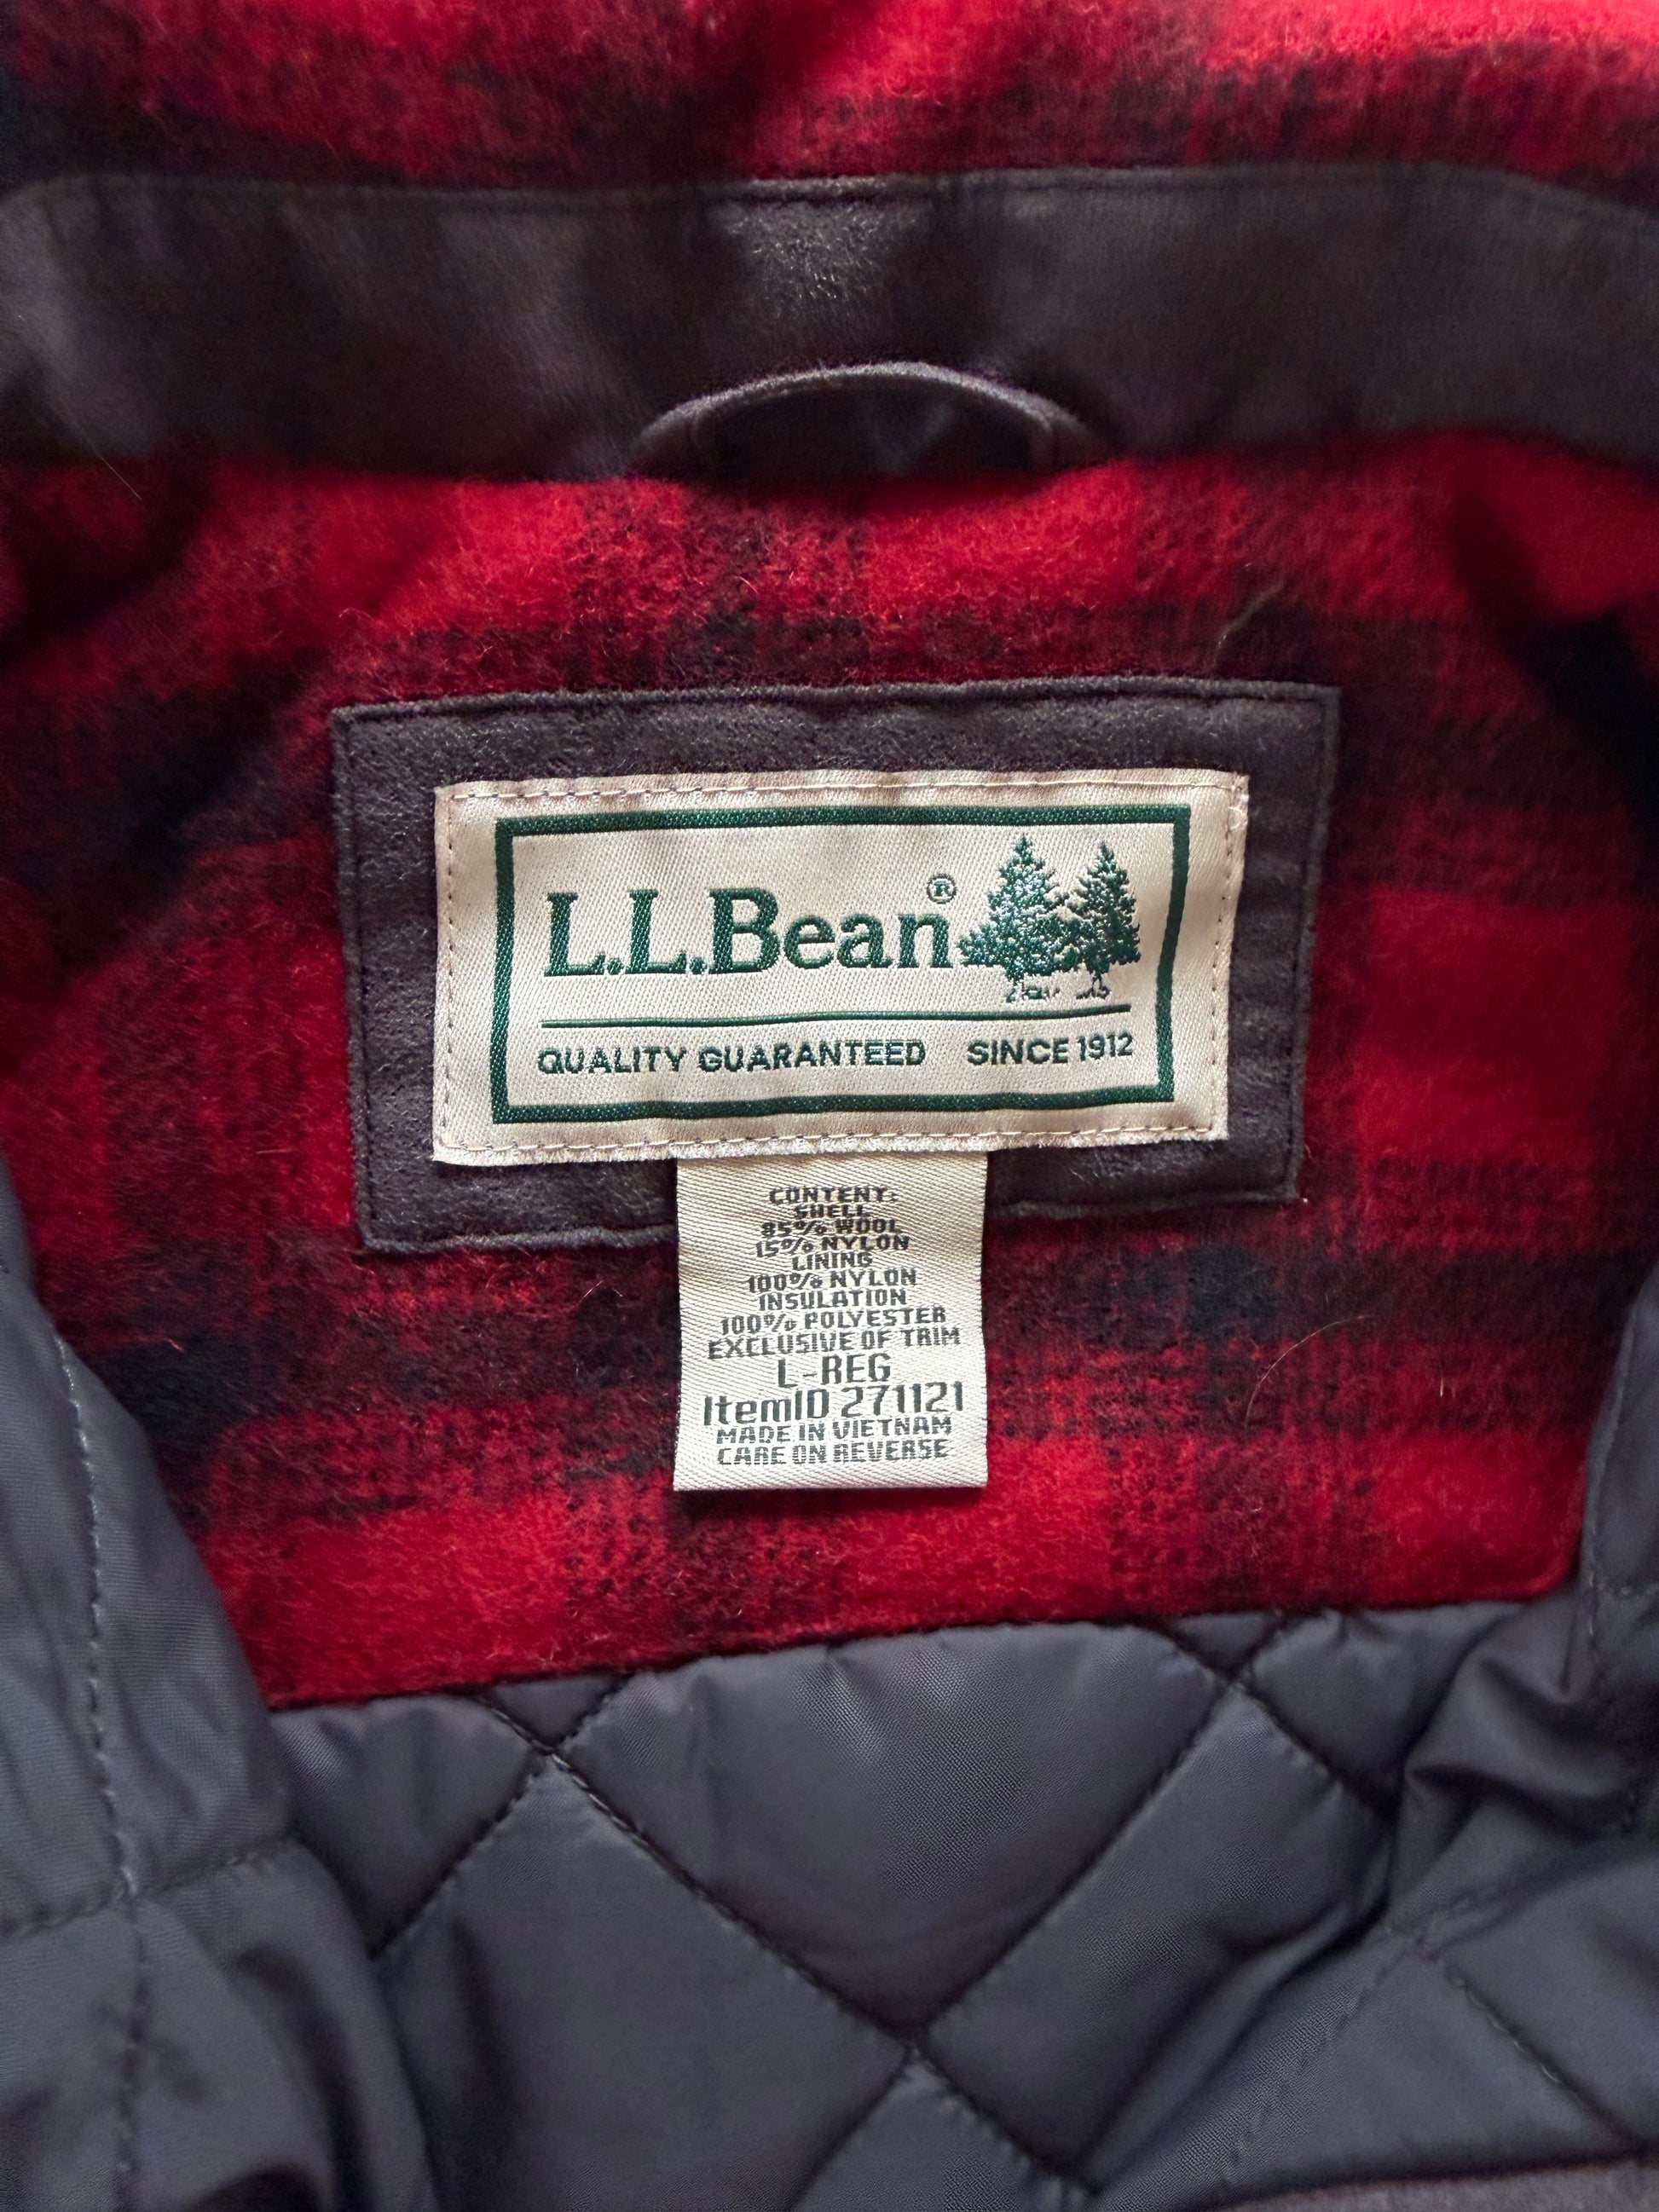 L.L.Bean®
QUALITY GUARANTEED SINCE 1912
CONTENT:
SHELL
85% WOOL
15% NYLON
LINING
100% NYLON
INSULATION
100% POLYESTER
EXCLUSIVE OF TRIM
L-REG
ItemID 271121
MADE IN VIETNAM
CARE ON REVERSE